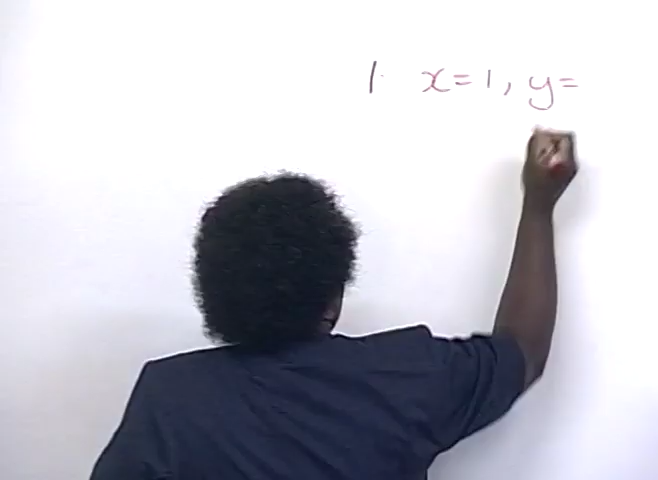 1. x=1, y=